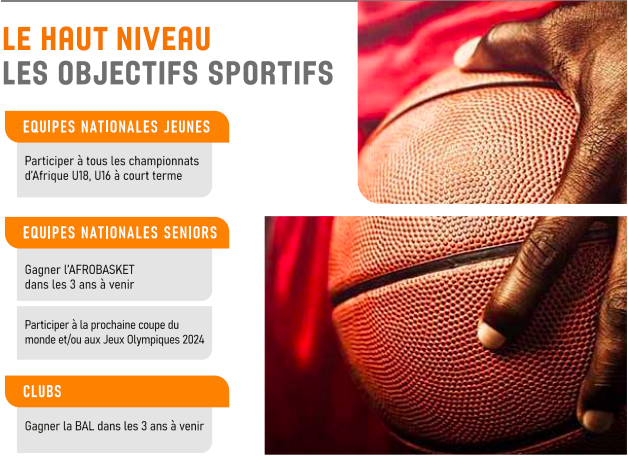 LE HAUT NIVEAU
LES OBJECTIFS SPORTIFS
EQUIPES NATIONALES JEUNES
Participer à tous les championnats
d'Afrique U18, U16 à court terme
EQUIPES NATIONALES SENIORS
Gagner l'AFROBASKET
dans les 3 ans à venir
Participer à la prochaine coupe du
monde et/ou aux Jeux Olympiques 2024
CLUBS
Gagner la BAL dans les 3 ans à venir